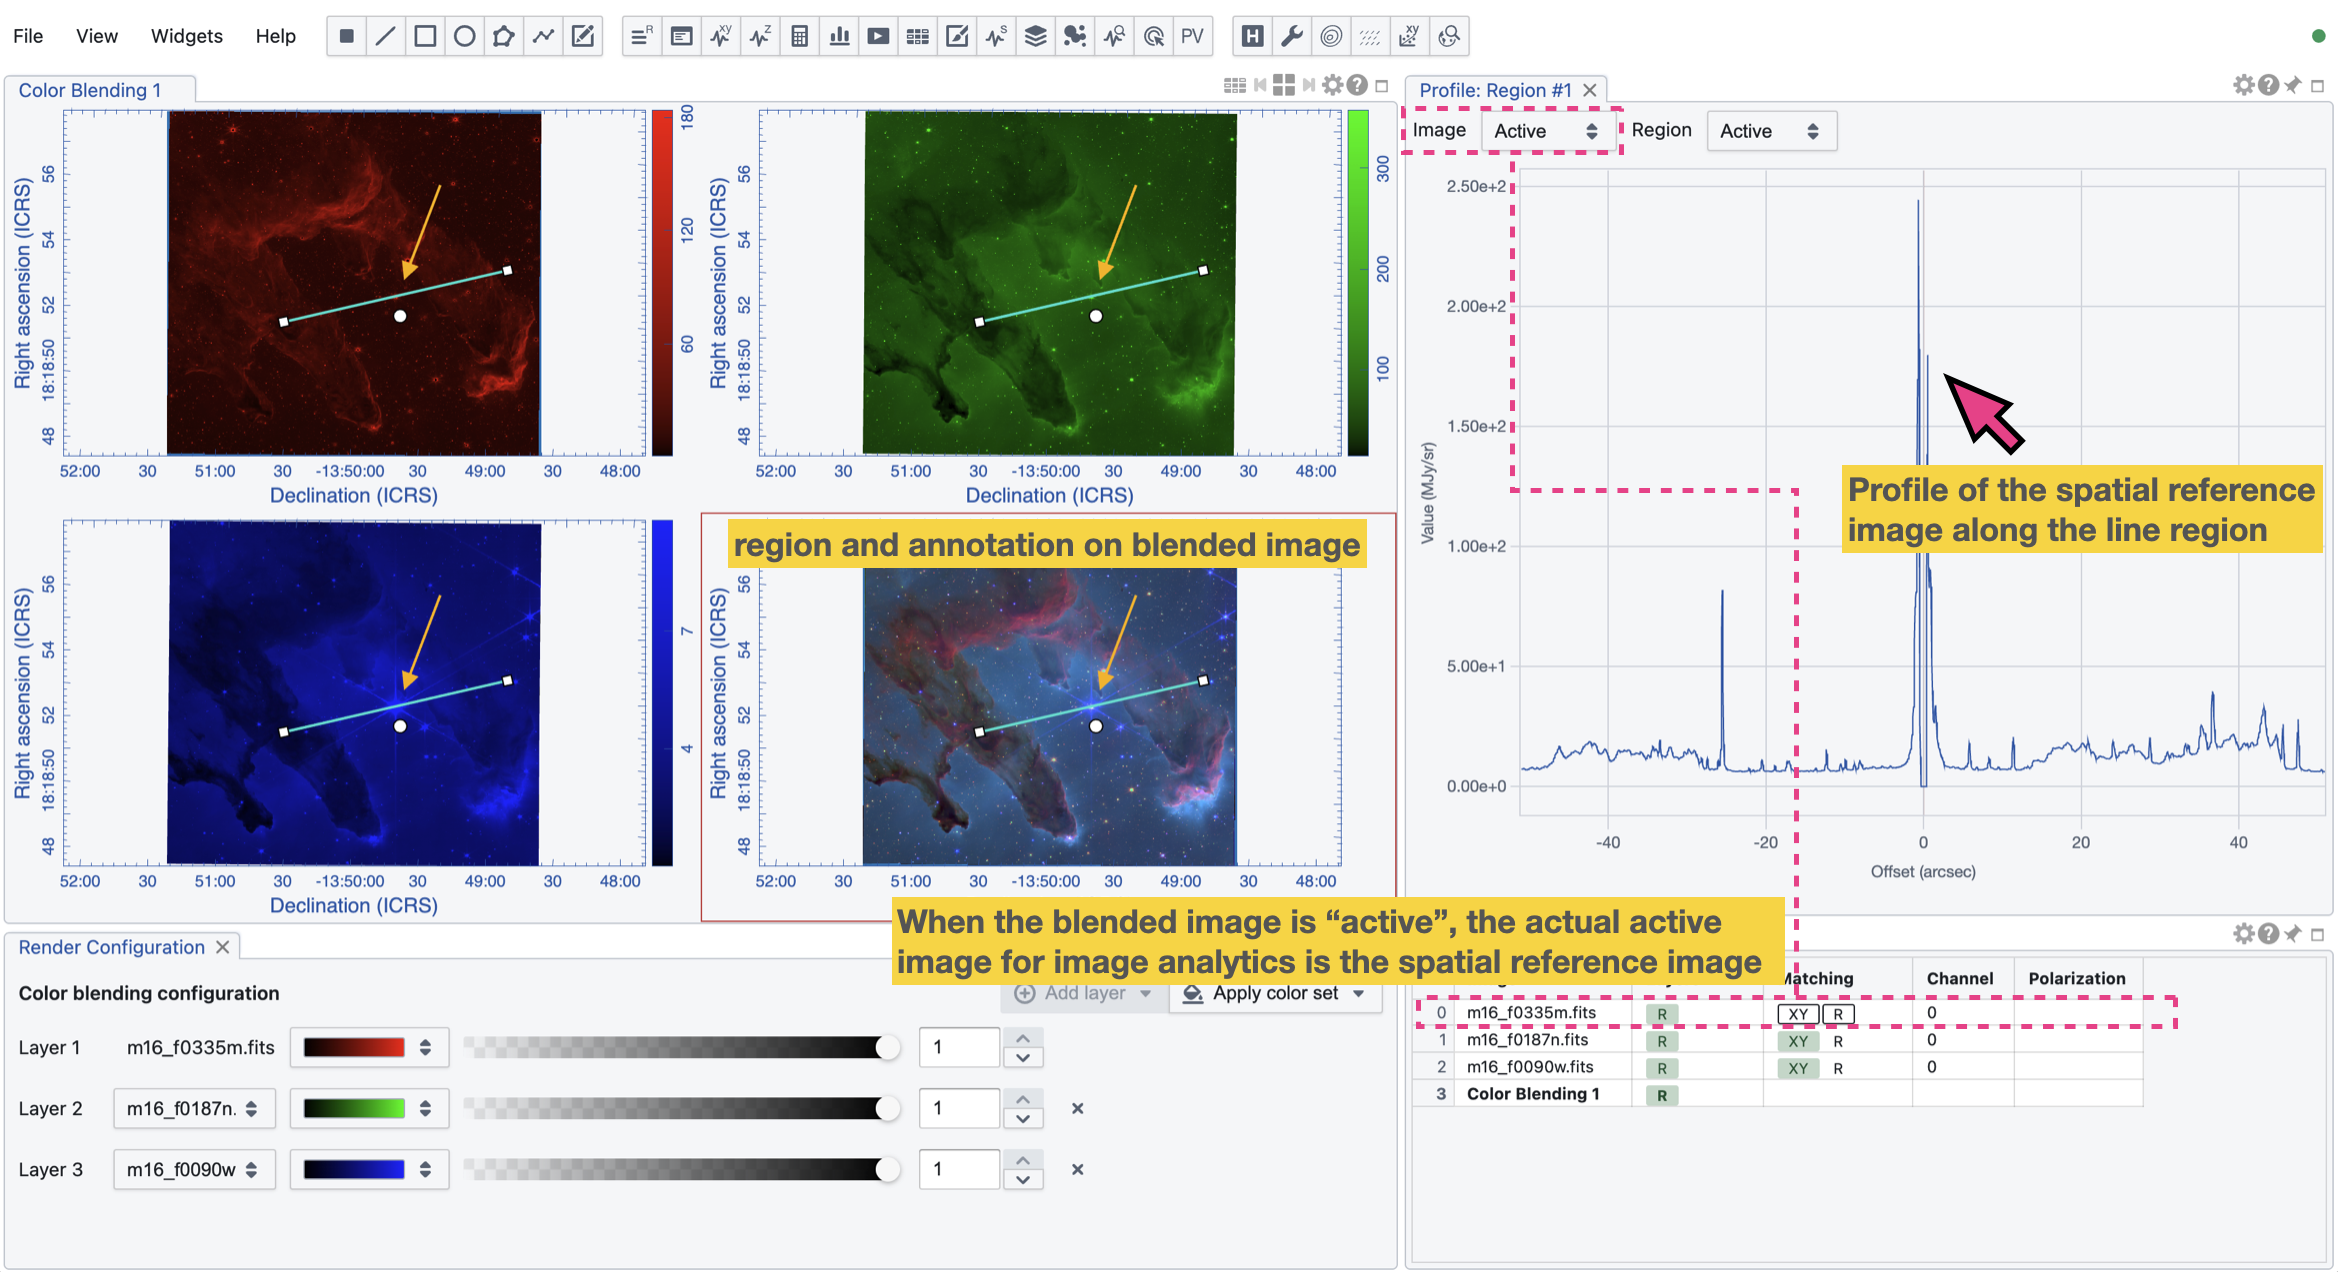 File View Widgets Help
R XY Z S PV H XY
Color Blending 1
Right ascension (ICRS)
56
54
52
18:18:50
48
52:00 30 51:00 30 -13:50:00 30 49:00 30 48:00
Declination (ICRS)
180
120
60
Right ascension (ICRS)
56
54
52
18:18:50
48
52:00 30 51:00 30 -13:50:00 30 49:00 30 48:00
Declination (ICRS)
300
200
100
Right ascension (ICRS)
56
54
52
18:18:50
48
52:00 30 51:00 30 -13:50:00 30 49:00 30 48:00
Declination (ICRS)
7
4
region and annotation on blended image
Right ascension (ICRS)
56
54
52
18:18:50
48
52:00 30 51:00 30 -13:50:00 30 49:00 30 48:00
When the blended image is “active”, the actual active
image for image analytics is the spatial reference image
Profile: Region #1
Image Active Region Active
Value (MJy/sr)
2.50e+2
2.00e+2
1.50e+2
1.00e+2
5.00e+1
0.00e+0
-40 -20 0 20 40
Offset (arcsec)
Profile of the spatial reference
image along the line region
Render Configuration
Color blending configuration
Add layer Apply color set
Layer 1 m16_f0335m.fits 1
Layer 2 m16_f0187n. 1
Layer 3 m16_f0090w 1
Matching Channel Polarization
0 m16_f0335m.fits R XY R 0
1 m16_f0187n.fits R XY R 0
2 m16_f0090w.fits R XY R 0
3 Color Blending 1 R